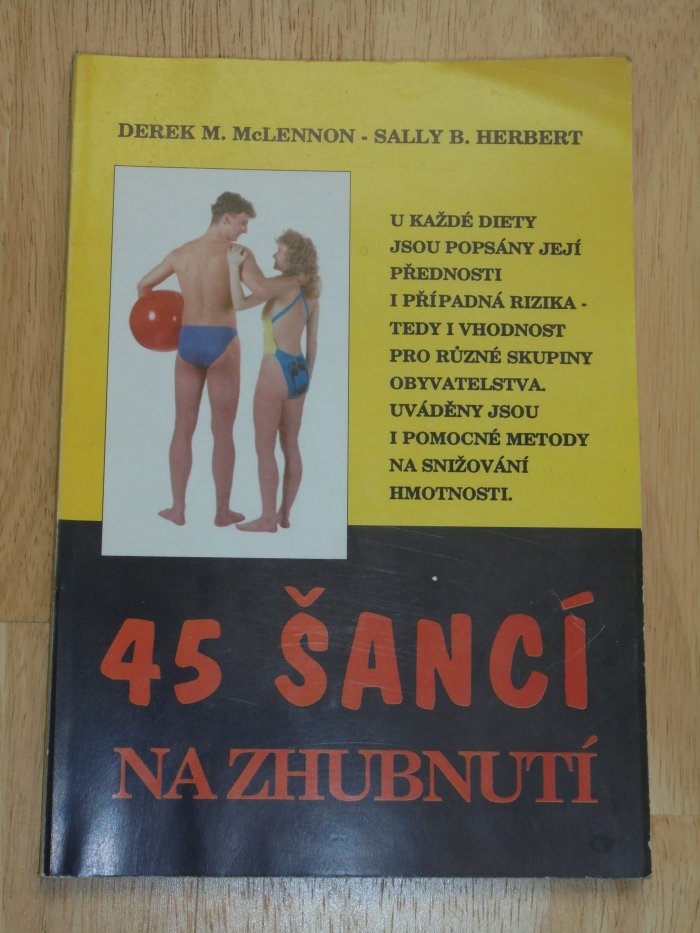 DEREK M. McLENNON - SALLY B. HERBERT
U KAŽDÉ DIETY
JSOU POPSÁNY JEJÍ
PŘEDNOSTI
I PŘÍPADNÁ RIZIKA -
TEDY I VHODNOST
PRO RŮZNÉ SKUPINY
OBYVATELSTVA.
UVÁDĚNY JSOU
I POMOCNÉ METODY
NA SNIŽOVÁNÍ
HMOTNOSTI.
45 ŠANCÍ
NA ZHUBNUTÍ